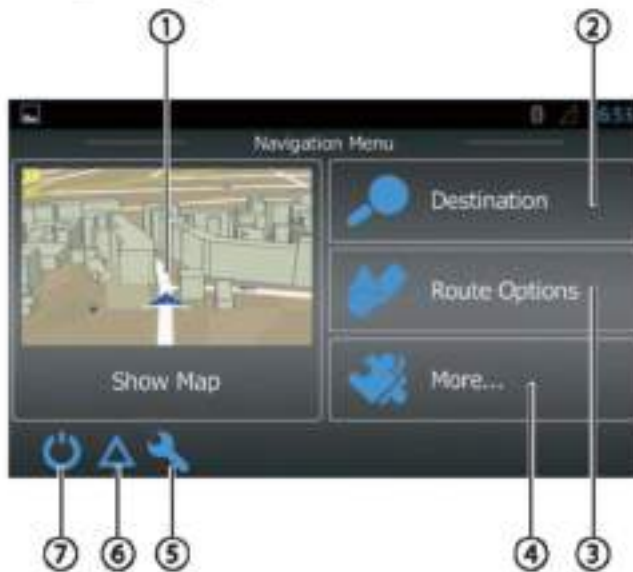 ① ②
Navigation Menu
Destination
Route Options
Show Map
More...
⑦ ⑥ ⑤ ④ ③